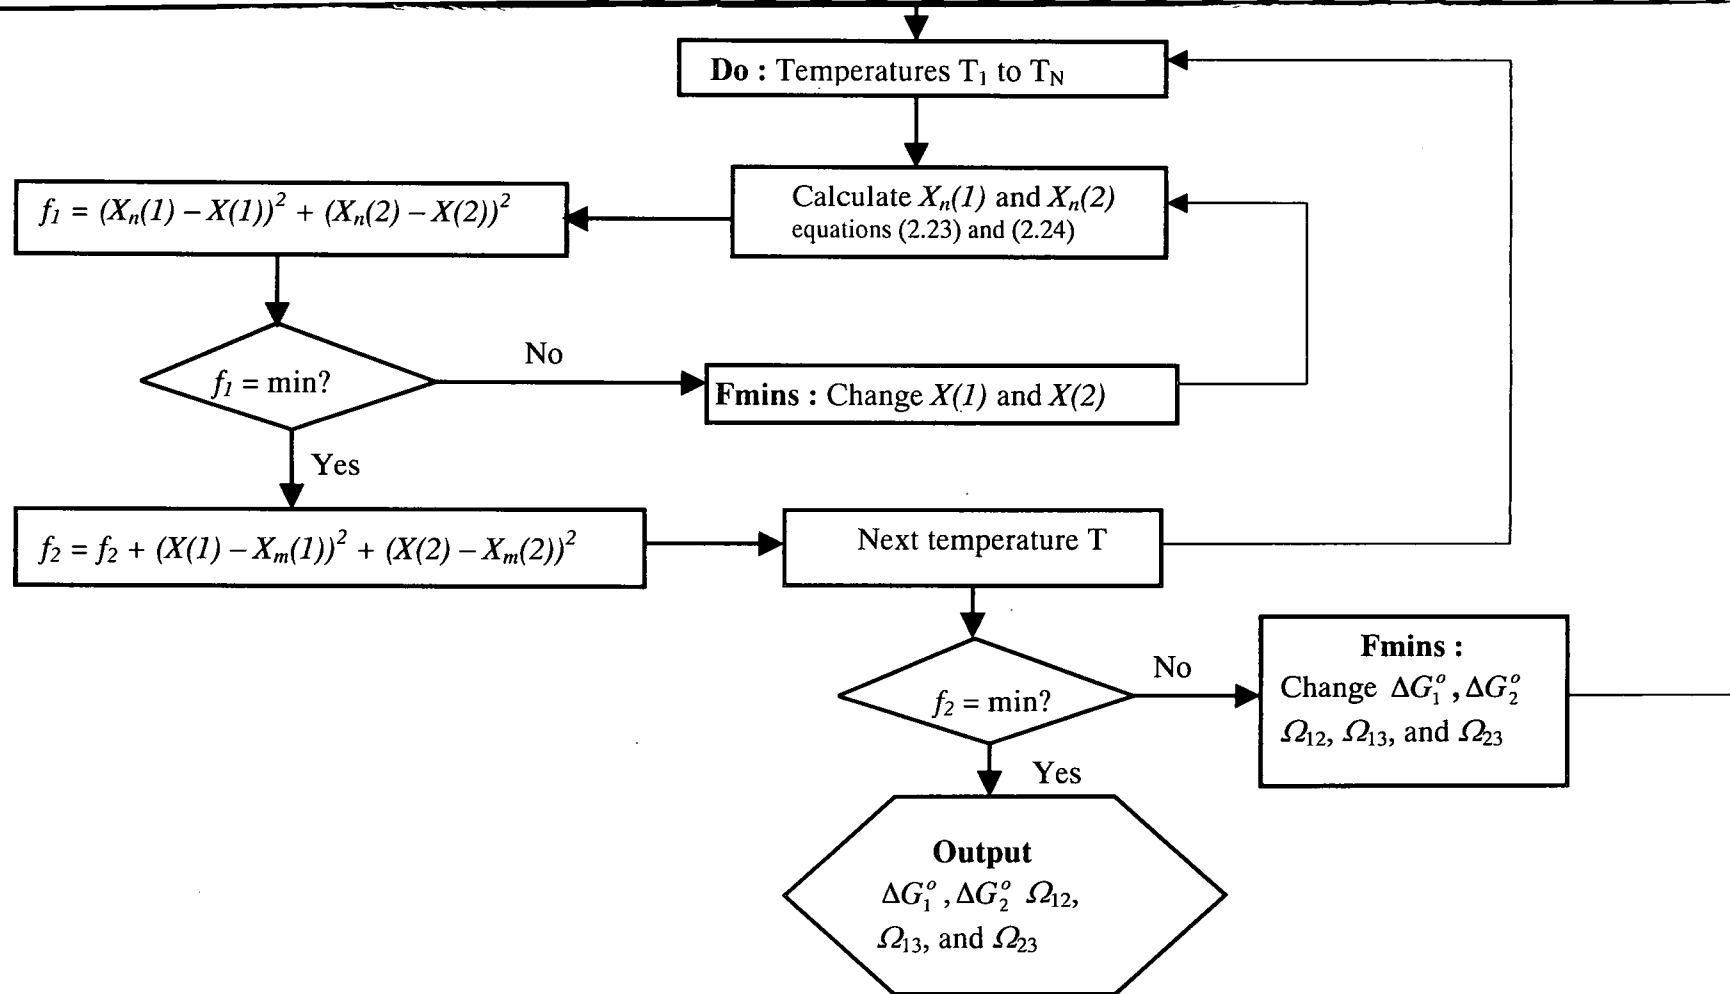 Do : Temperatures T₁ to T_N
Calculate Xₙ(1) and Xₙ(2)
equations (2.23) and (2.24)
f₁ = (Xₙ(1) – X(1))² + (Xₙ(2) – X(2))²
f₁ = min?
No
Fmins : Change X(1) and X(2)
Yes
f₂ = f₂ + (X(1) – Xₘ(1))² + (X(2) – Xₘ(2))²
Next temperature T
f₂ = min?
No
Fmins :
Change ΔG₁ᵒ, ΔG₂ᵒ
Ω₁₂, Ω₁₃, and Ω₂₃
Yes
Output
ΔG₁ᵒ, ΔG₂ᵒ Ω₁₂,
Ω₁₃, and Ω₂₃